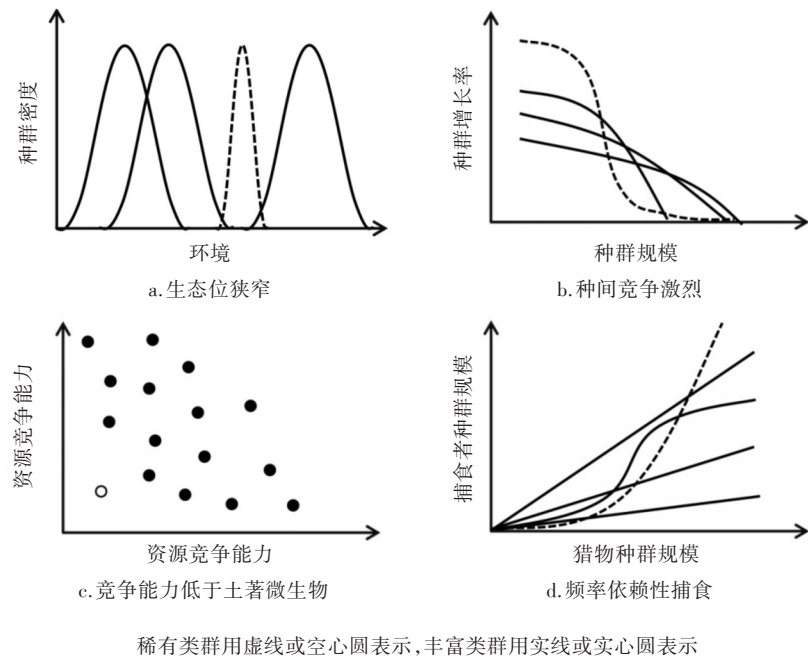 种群密度
环境
a.生态位狭窄
种群增长率
种群规模
b.种间竞争激烈
资源竞争能力
资源竞争能力
c.竞争能力低于土著微生物
捕食者种群规模
猎物种群规模
d.频率依赖性捕食
稀有类群用虚线或空心圆表示,丰富类群用实线或实心圆表示